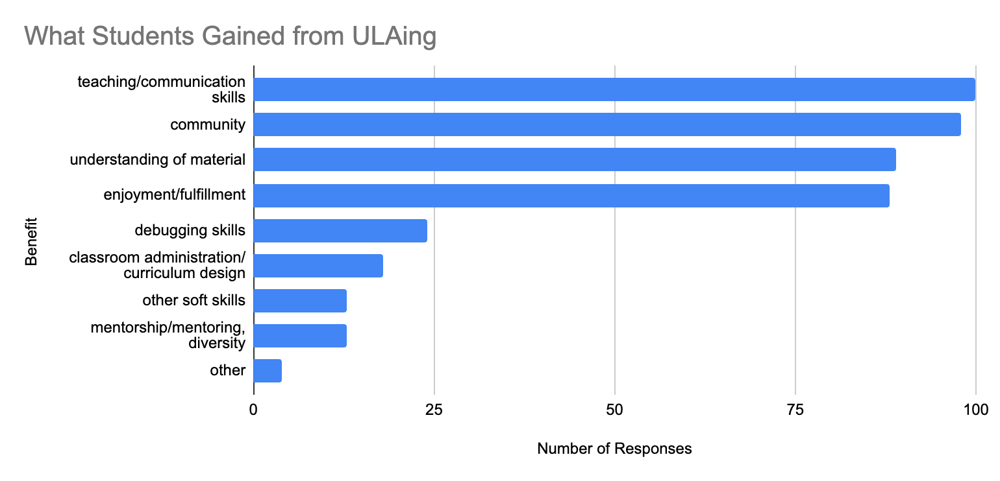 What Students Gained from ULAing
teaching/communication
skills
community
understanding of material
enjoyment/fulfillment
debugging skills
classroom administration/
curriculum design
other soft skills
mentorship/mentoring,
diversity
other
Benefit
0 25 50 75 100
Number of Responses